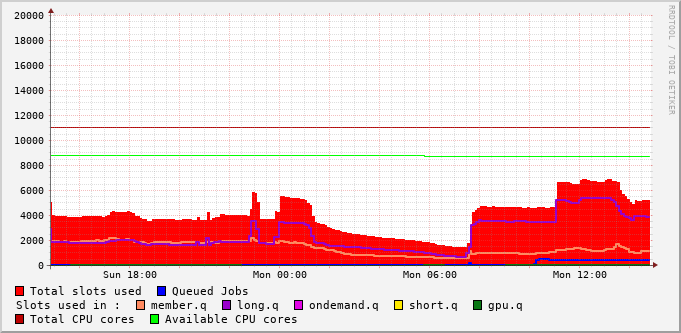 20000
18000
16000
14000
12000
10000
8000
6000
4000
2000
0
Sun 18:00 Mon 00:00 Mon 06:00 Mon 12:00
Total slots used Queued Jobs
Slots used in : member.q long.q ondemand.q short.q gpu.q
Total CPU cores Available CPU cores
RRDTOOL / TOBI OETIKER